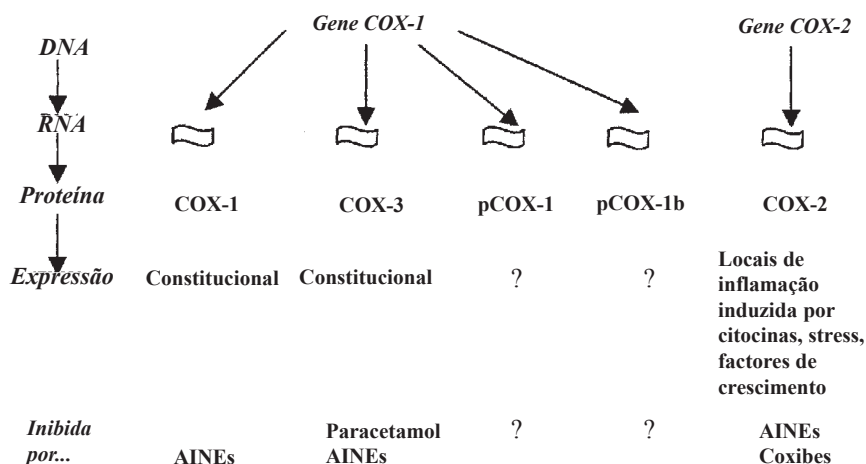 Gene COX-1 Gene COX-2
DNA
RNA
Proteína COX-1 COX-3 pCOX-1 pCOX-1b COX-2
Expressão Constitucional Constitucional ? ? Locais de
inflamação
induzida por
citocinas, stress,
factores de
crescimento
Inibida Paracetamol ? ? AINEs
por... AINEs AINEs Coxibes